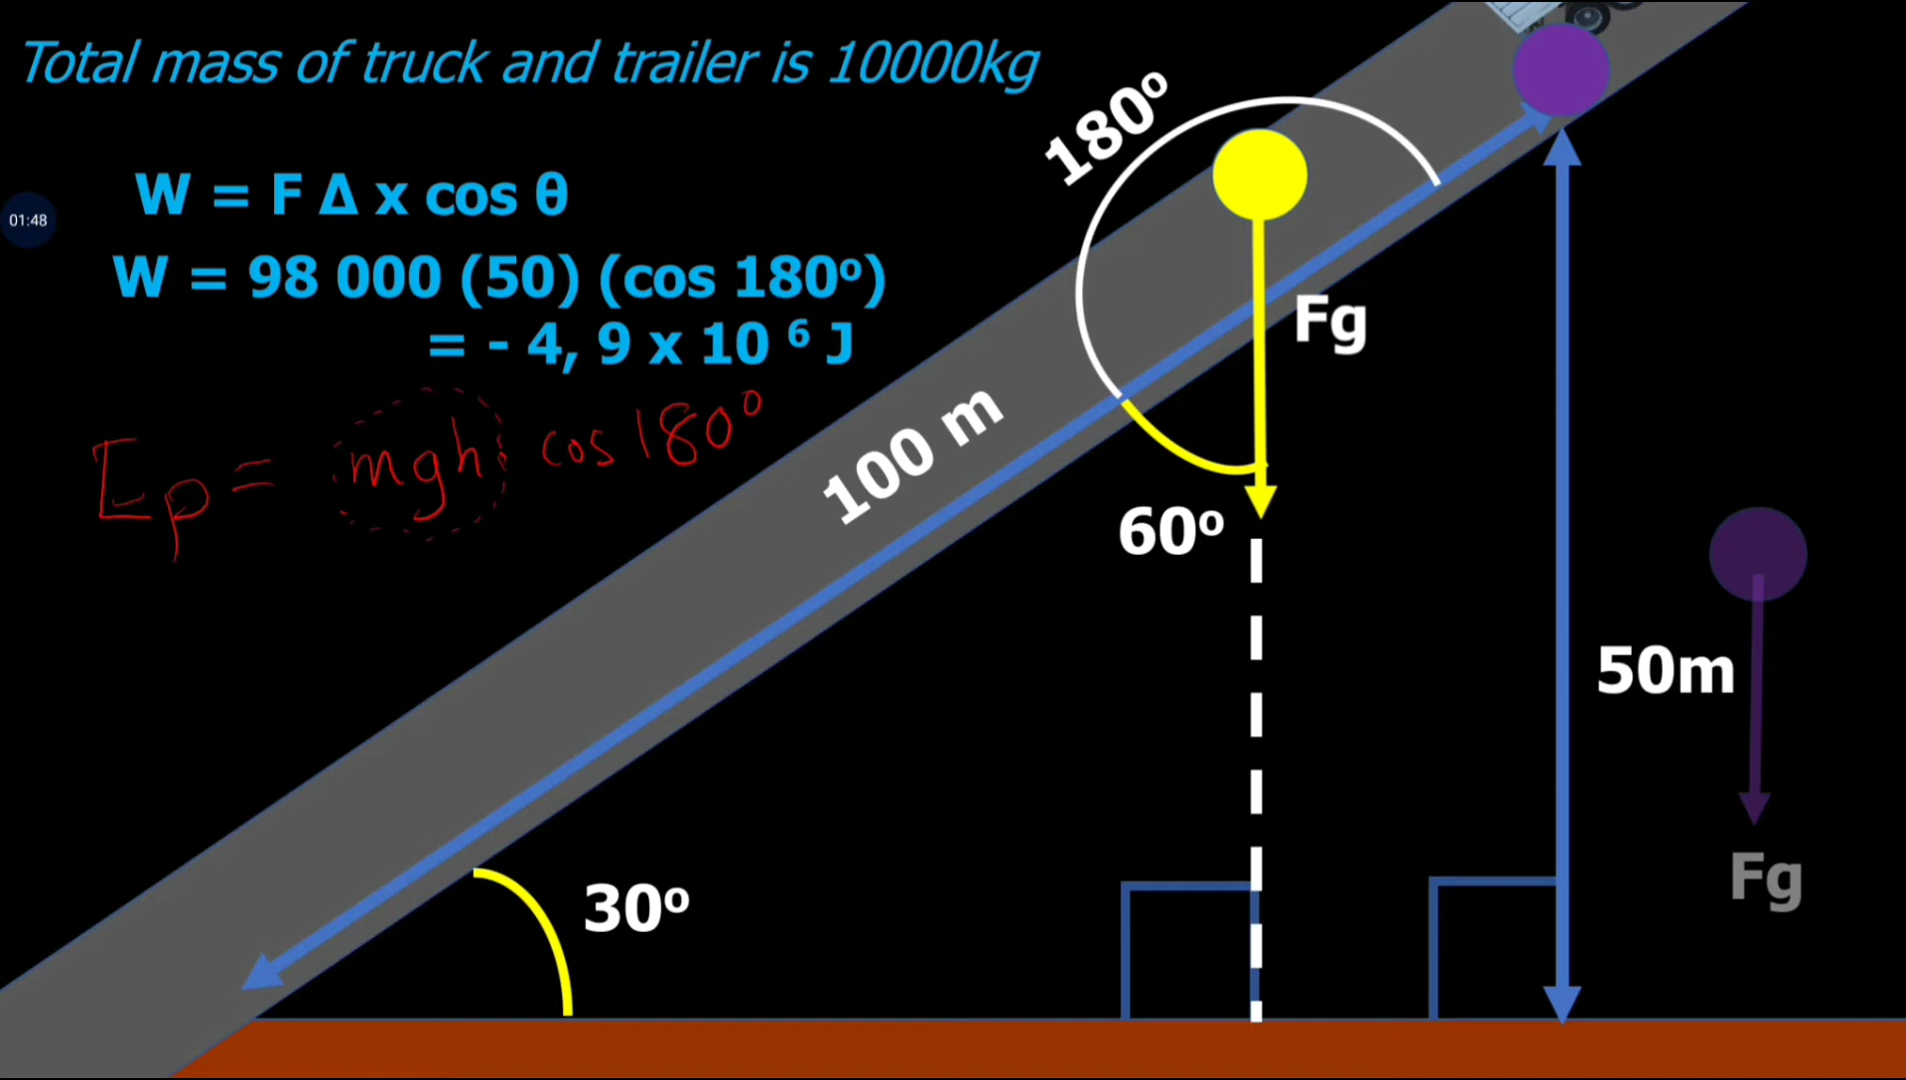 Total mass of truck and trailer is 10000kg
180º
W = F Δ x cos θ
01:48
W = 98 000 (50) (cos 180º)
= - 4, 9 x 10 ⁶ J
Fg
Ep = mgh cos 180º
100 m
60º
50m
30º
Fg